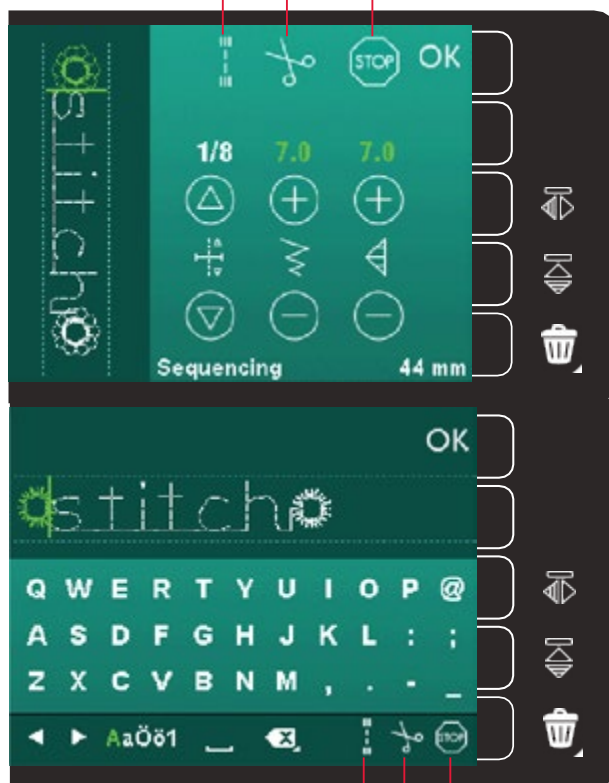 STOP OK
stitch
1/8 7.0 7.0
Sequencing 44 mm
OK
stitch
Q W E R T Y U I O P @
A S D F G H J K L : ;
Z X C V B N M , . - _
AaÖö1 STOP